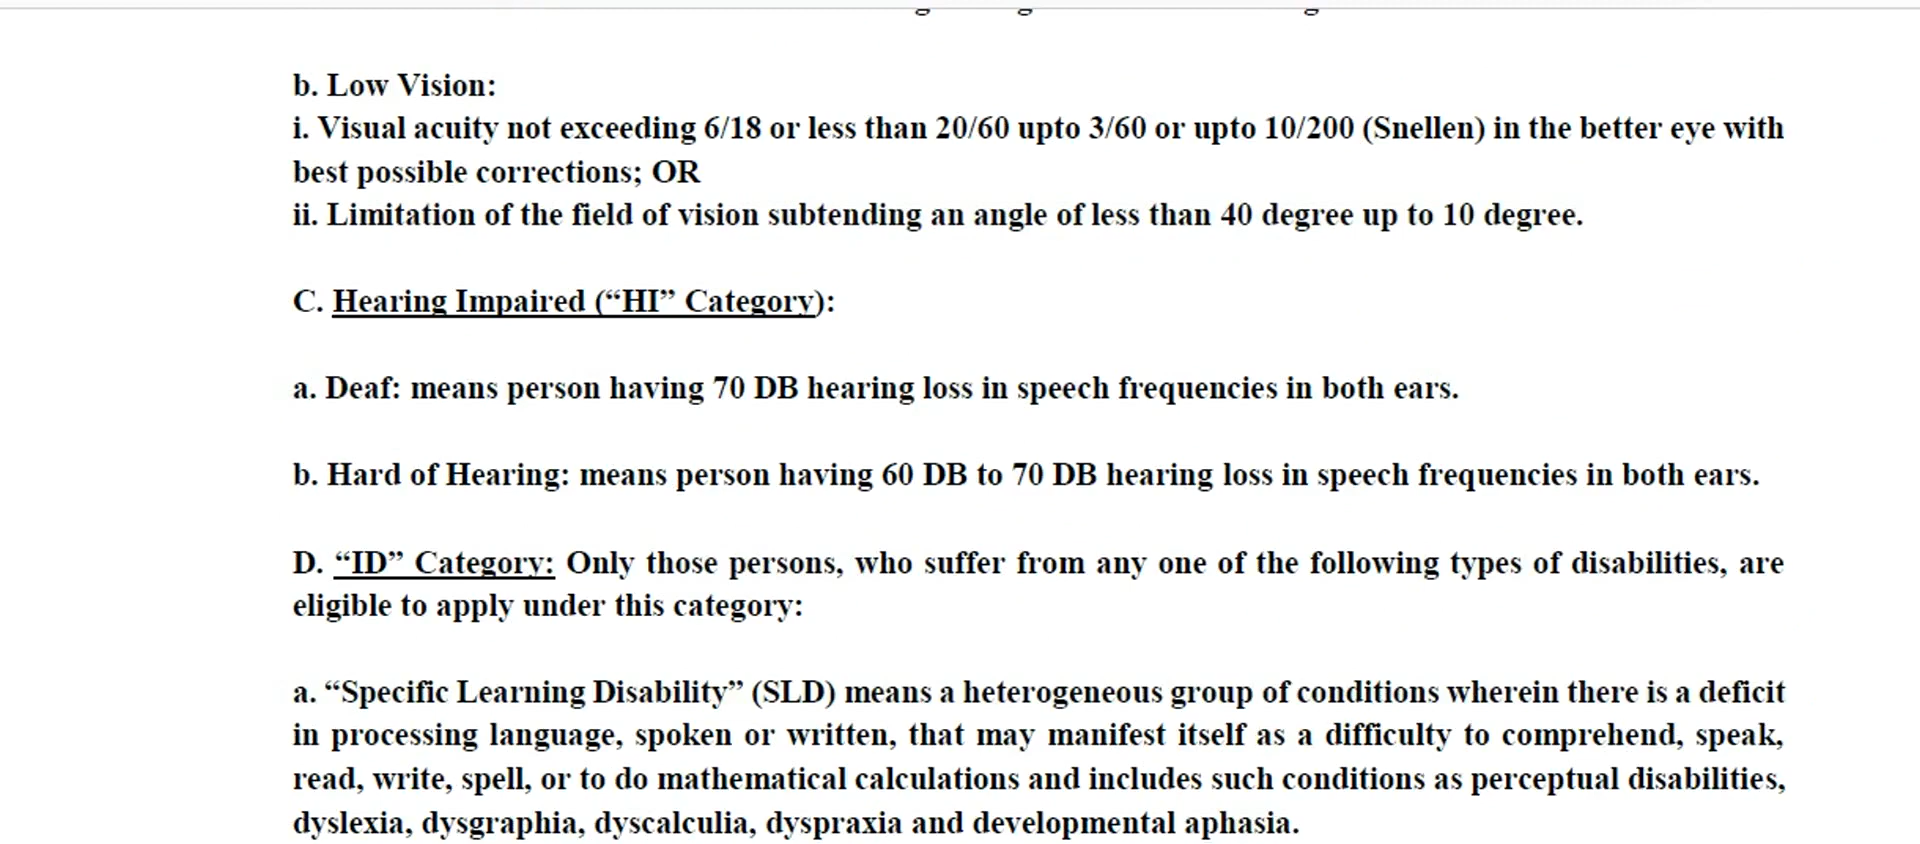 b. Low Vision:
i. Visual acuity not exceeding 6/18 or less than 20/60 upto 3/60 or upto 10/200 (Snellen) in the better eye with
best possible corrections; OR
ii. Limitation of the field of vision subtending an angle of less than 40 degree up to 10 degree.
C. Hearing Impaired (“HI” Category):
a. Deaf: means person having 70 DB hearing loss in speech frequencies in both ears.
b. Hard of Hearing: means person having 60 DB to 70 DB hearing loss in speech frequencies in both ears.
D. “ID” Category: Only those persons, who suffer from any one of the following types of disabilities, are
eligible to apply under this category:
a. “Specific Learning Disability” (SLD) means a heterogeneous group of conditions wherein there is a deficit
in processing language, spoken or written, that may manifest itself as a difficulty to comprehend, speak,
read, write, spell, or to do mathematical calculations and includes such conditions as perceptual disabilities,
dyslexia, dysgraphia, dyscalculia, dyspraxia and developmental aphasia.